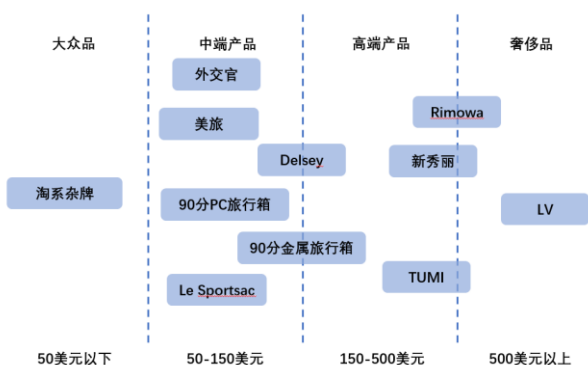 大众品
中端产品
高端产品
奢侈品
外交官
Rimowa
美旅
Delsey
新秀丽
淘系杂牌
90分PC旅行箱
LV
90分金属旅行箱
TUMI
Le Sportsac
50美元以下
50-150美元
150-500美元
500美元以上